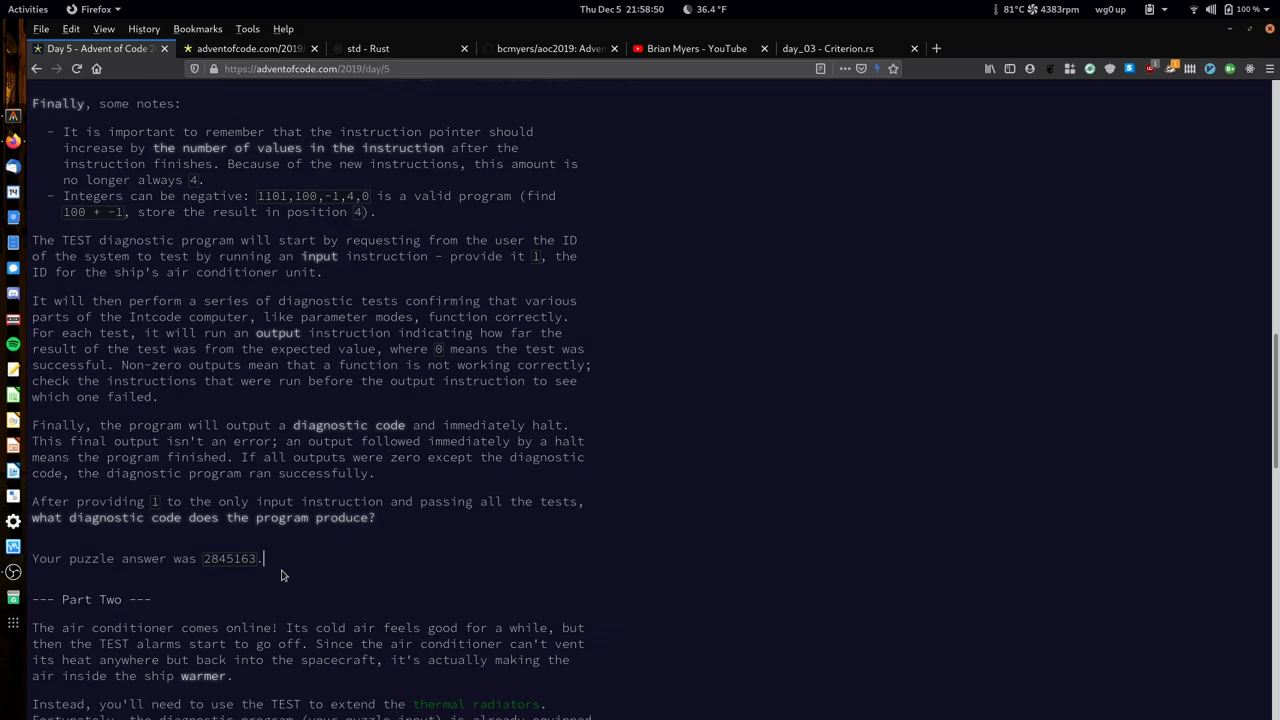 Activities
Firefox
Thu Dec 5 21:58:50
36.4 °F
81°C
4383rpm
wg0 up
100 %
File Edit View History Bookmarks Tools Help
Day 5 - Advent of Code 2
adventofcode.com/2019/
std - Rust
bcmyers/aoc2019: Adve
Brian Myers - YouTube
day_03 - Criterion.rs
https://adventofcode.com/2019/day/5
Finally, some notes:
- It is important to remember that the instruction pointer should
increase by the number of values in the instruction after the
instruction finishes. Because of the new instructions, this amount is
no longer always 4.
- Integers can be negative: 1101,100,-1,4,0 is a valid program (find
100 + -1, store the result in position 4).
The TEST diagnostic program will start by requesting from the user the ID
of the system to test by running an input instruction - provide it 1, the
ID for the ship's air conditioner unit.
It will then perform a series of diagnostic tests confirming that various
parts of the Intcode computer, like parameter modes, function correctly.
For each test, it will run an output instruction indicating how far the
result of the test was from the expected value, where 0 means the test was
successful. Non-zero outputs mean that a function is not working correctly;
check the instructions that were run before the output instruction to see
which one failed.
Finally, the program will output a diagnostic code and immediately halt.
This final output isn't an error; an output followed immediately by a halt
means the program finished. If all outputs were zero except the diagnostic
code, the diagnostic program ran successfully.
After providing 1 to the only input instruction and passing all the tests,
what diagnostic code does the program produce?
Your puzzle answer was 2845163.
--- Part Two ---
The air conditioner comes online! Its cold air feels good for a while, but
then the TEST alarms start to go off. Since the air conditioner can't vent
its heat anywhere but back into the spacecraft, it's actually making the
air inside the ship warmer.
Instead, you'll need to use the TEST to extend the thermal radiators.
Fortunately, the diagnostic program (your puzzle input) is already equipped